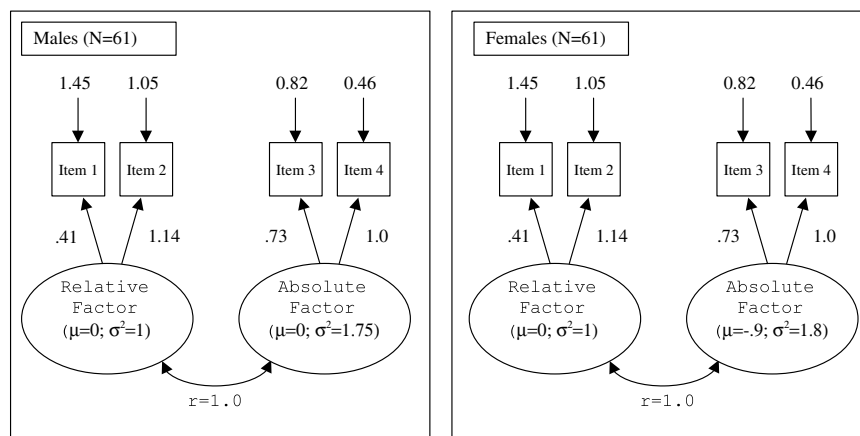 Males (N=61)
1.45 1.05 0.82 0.46
Item 1 Item 2 Item 3 Item 4
.41 1.14 .73 1.0
Relative Absolute
Factor Factor
(μ=0; σ²=1) (μ=0; σ²=1.75)
r=1.0
Females (N=61)
1.45 1.05 0.82 0.46
Item 1 Item 2 Item 3 Item 4
.41 1.14 .73 1.0
Relative Absolute
Factor Factor
(μ=0; σ²=1) (μ=-.9; σ²=1.8)
r=1.0